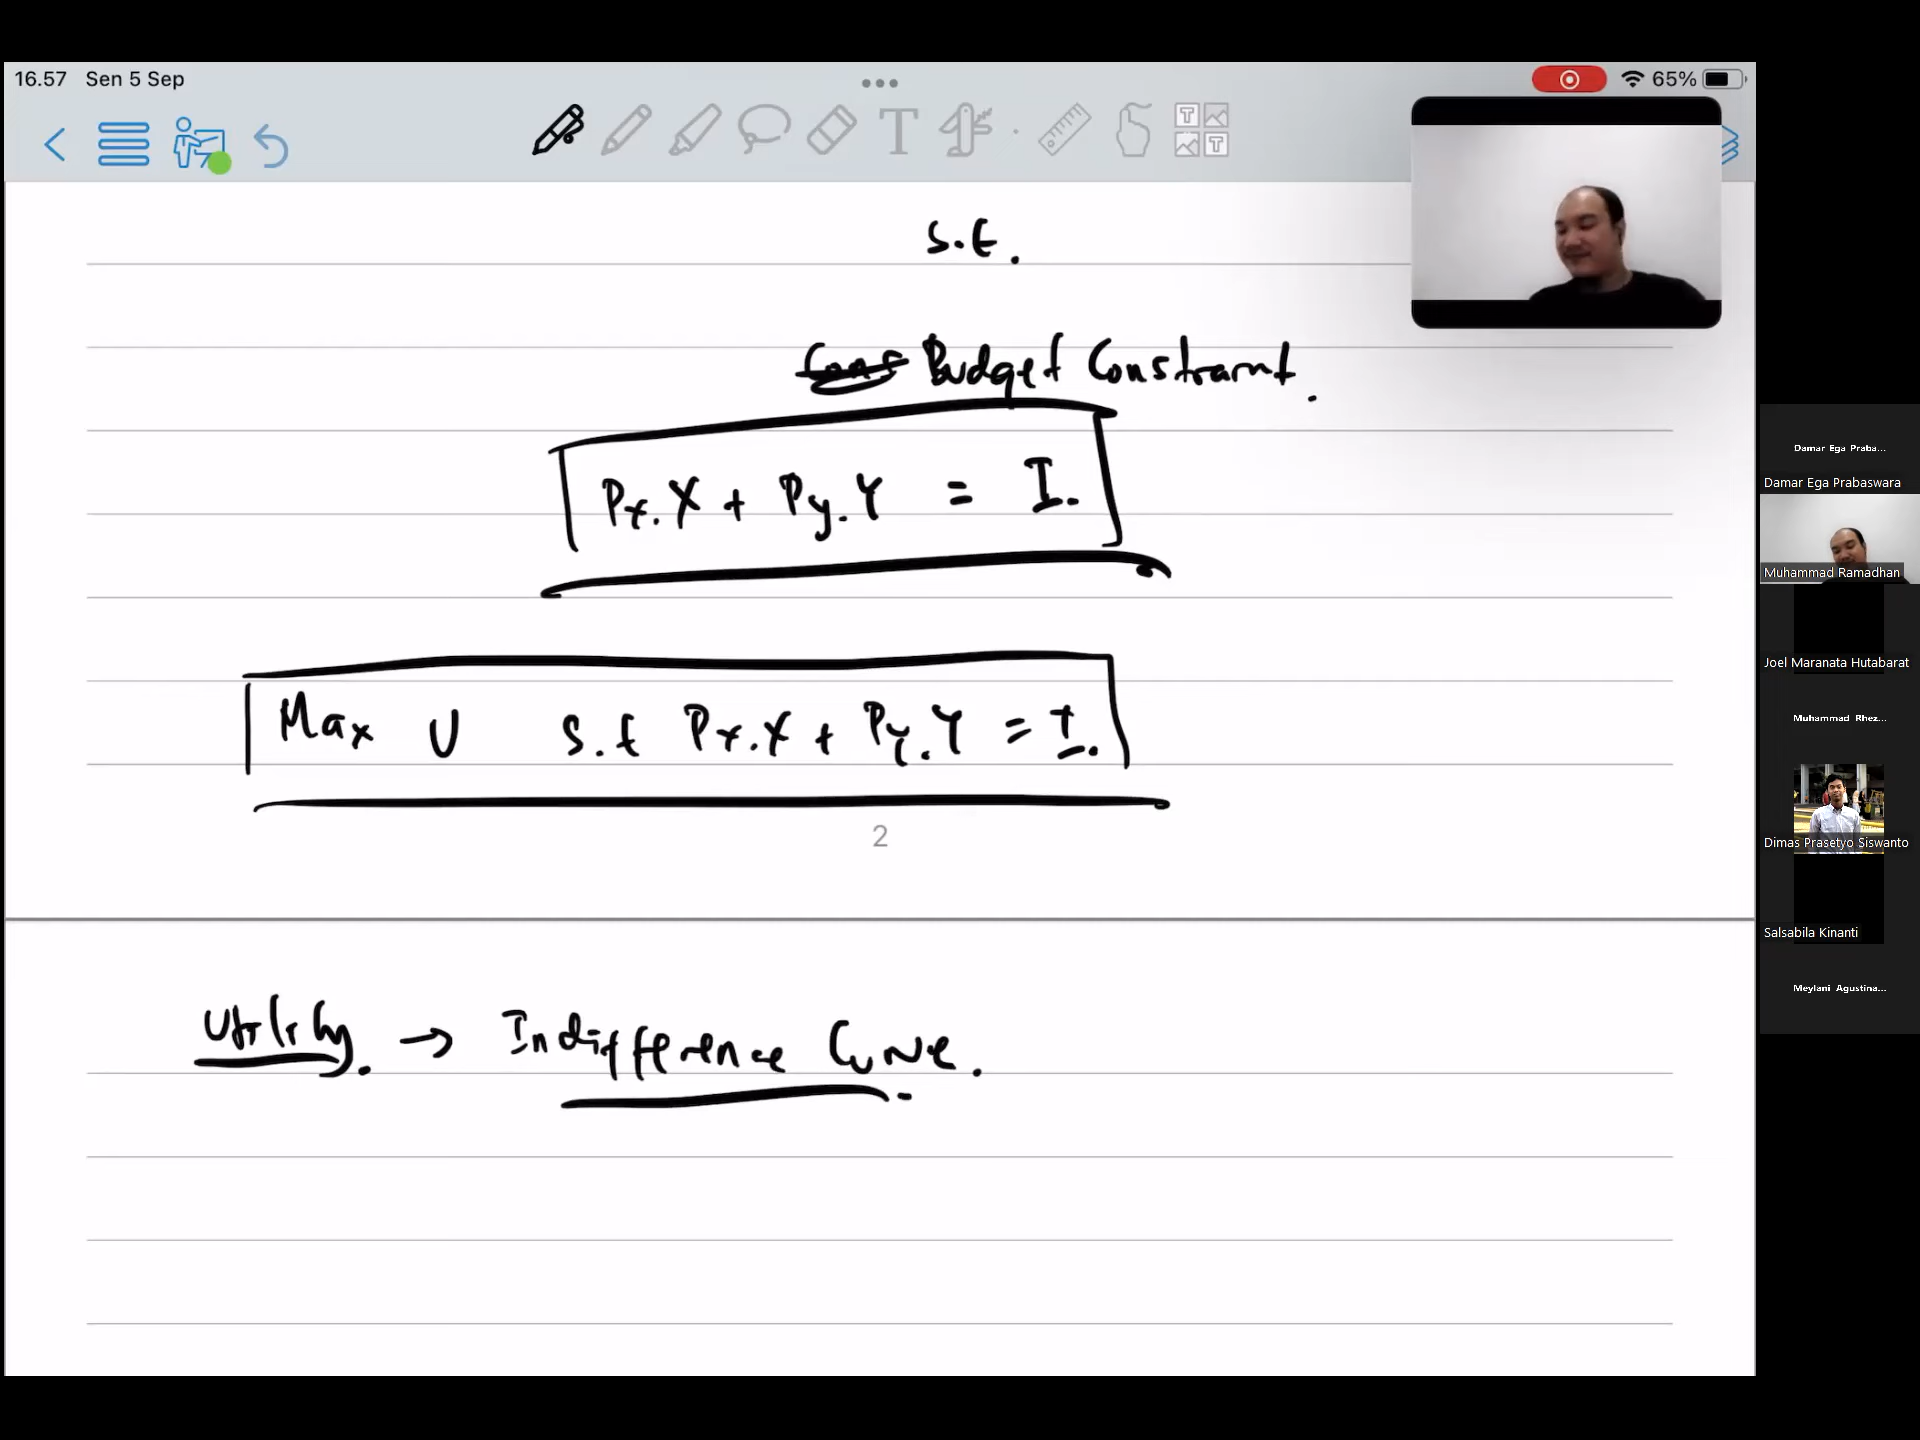 16.57 Sen 5 Sep
65%
S.t.
Cons Budget Constraint.
Px.X + Py.Y = I.
Max U S.t Px.X + Py.Y = I.
2
Utility. → Indifference Curve.
Damar Ega Praba...
Damar Ega Prabaswara
Muhammad Ramadhan
Joel Maranata Hutabarat
Muhammad Rhez...
Dimas Prasetyo Siswanto
Salsabila Kinanti
Meylani Agustina...